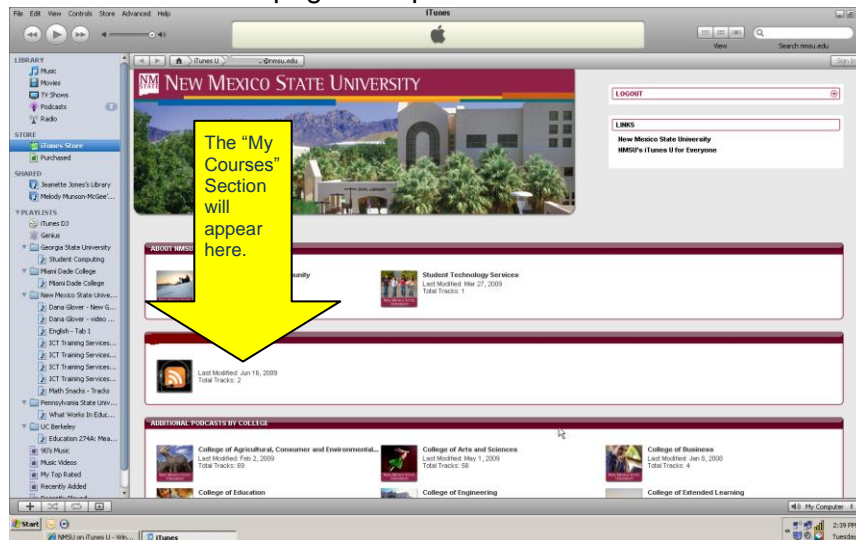 File Edit View Controls Store Advanced Help
iTunes
View
Search nmsu.edu
LIBRARY
Music
Movies
TV Shows
Podcasts
7
Radio
STORE
iTunes Store
Purchased
SHARED
Jeanette Jones's Library
Melody Munson-McGee'...
PLAYLISTS
iTunes DJ
Genius
Georgia State University
Student Computing
Miami Dade College
Miami Dade College
New Mexico State Unive...
Dana Glover - New G...
Dana Glover - video ...
English - Tab 1
ICT Training Services...
ICT Training Services...
ICT Training Services...
ICT Training Services...
Math Snacks - Tracks
Pennsylvania State Univ...
What Works In Educ...
UC Berkeley
Education 274A: Mea...
90's Music
Music Videos
My Top Rated
Recently Added
iTunes U
@nmsu.edu
Sign In
NM STATE
NEW MEXICO STATE UNIVERSITY
LOGOUT
LINKS
New Mexico State University
NMSU's iTunes U for Everyone
The "My
Courses"
Section
will
appear
here.
ABOUT NMSU
Student Technology Services
Last Modified: Mar 27, 2009
Total Tracks: 1
Last Modified: Jun 16, 2009
Total Tracks: 2
ADDITIONAL PODCASTS BY COLLEGE
College of Agricultural, Consumer and Environmental...
Last Modified: Feb 2, 2009
Total Tracks: 69
College of Arts and Sciences
Last Modified: May 1, 2009
Total Tracks: 58
College of Business
Last Modified: Jan 8, 2008
Total Tracks: 4
College of Education
College of Engineering
College of Extended Learning
My Computer
Start
NMSU on iTunes U - Win...
iTunes
2:39 PM
Tuesday